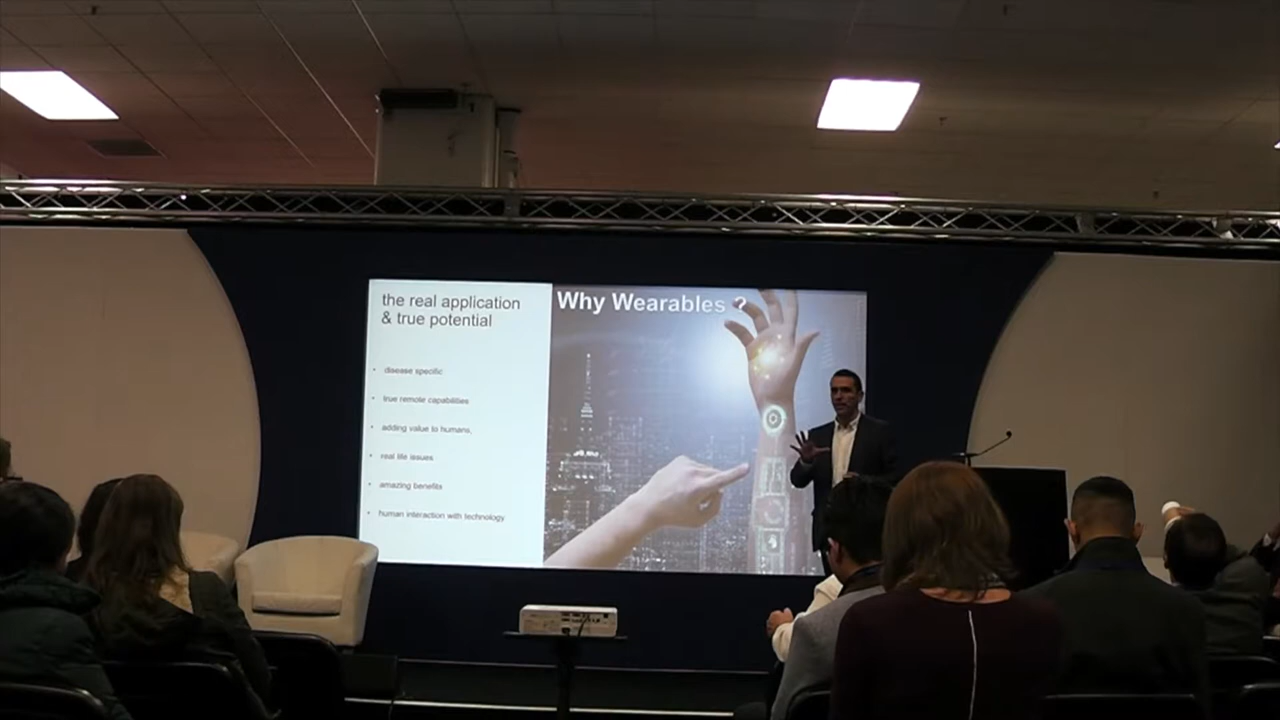 the real application
& true potential
Why Wearables ?
• disease specific
• true remote capabilities
• adding value to humans,
• real life issues
• amazing benefits
• human interaction with technology